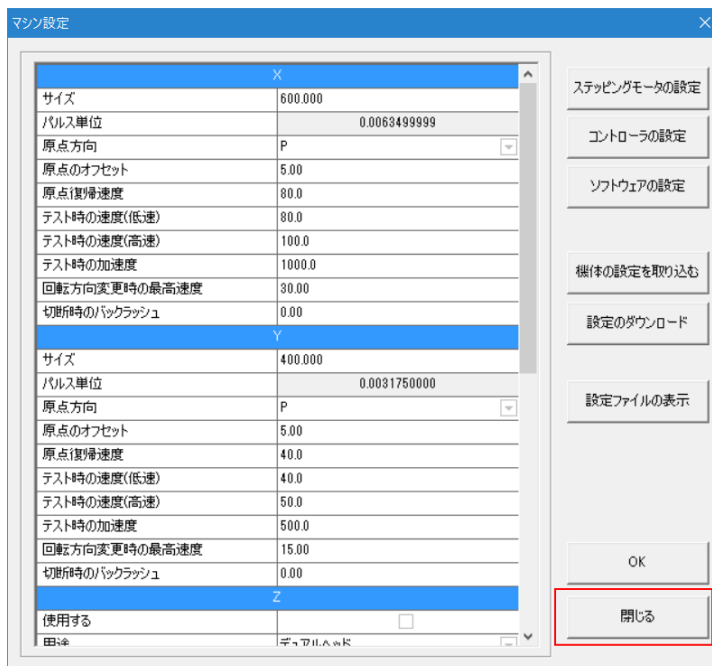 マシン設定
X
サイズ 600.000
パルス単位 0.0063499999
原点方向 P
原点のオフセット 5.00
原点復帰速度 80.0
テスト時の速度(低速) 80.0
テスト時の速度(高速) 100.0
テスト時の加速度 1000.0
回転方向変更時の最高速度 30.00
切断時のバックラッシュ 0.00
Y
サイズ 400.000
パルス単位 0.0031750000
原点方向 P
原点のオフセット 5.00
原点復帰速度 40.0
テスト時の速度(低速) 40.0
テスト時の速度(高速) 50.0
テスト時の加速度 500.0
回転方向変更時の最高速度 15.00
切断時のバックラッシュ 0.00
Z
使用する
用途 デュアルヘッド
ステッピングモータの設定
コントローラの設定
ソフトウェアの設定
機体の設定を取り込む
設定のダウンロード
設定ファイルの表示
OK
閉じる